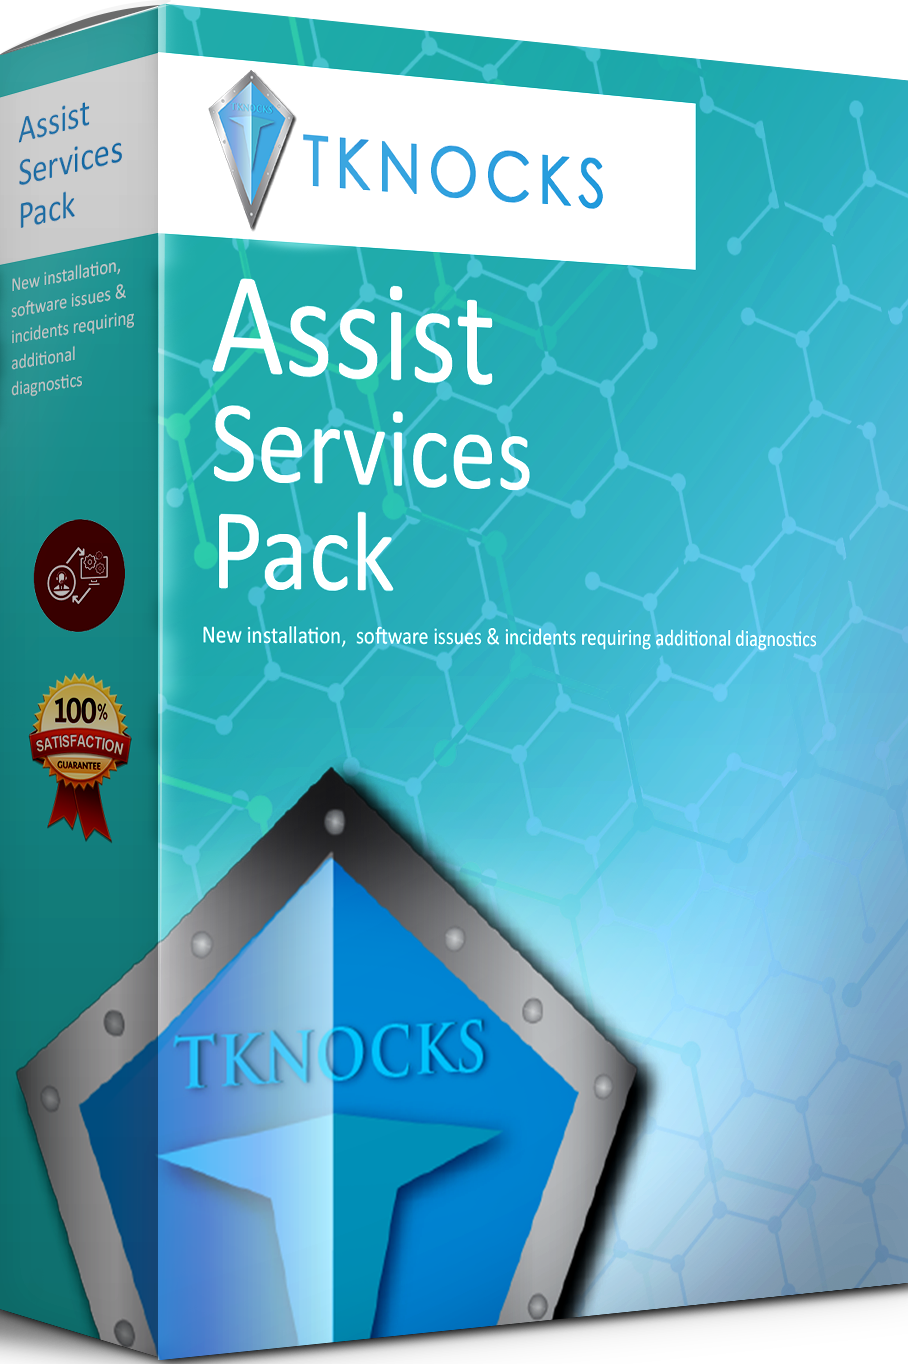 Assist
Services
Pack
New installation,
software issues &
incidents requiring
additional
diagnostics
100%
SATISFACTION
GUARANTEE
TKNOCKS
TKNOCKS
Assist
Services
Pack
New installation,  software issues & incidents requiring additional diagnostics
TKNOCKS